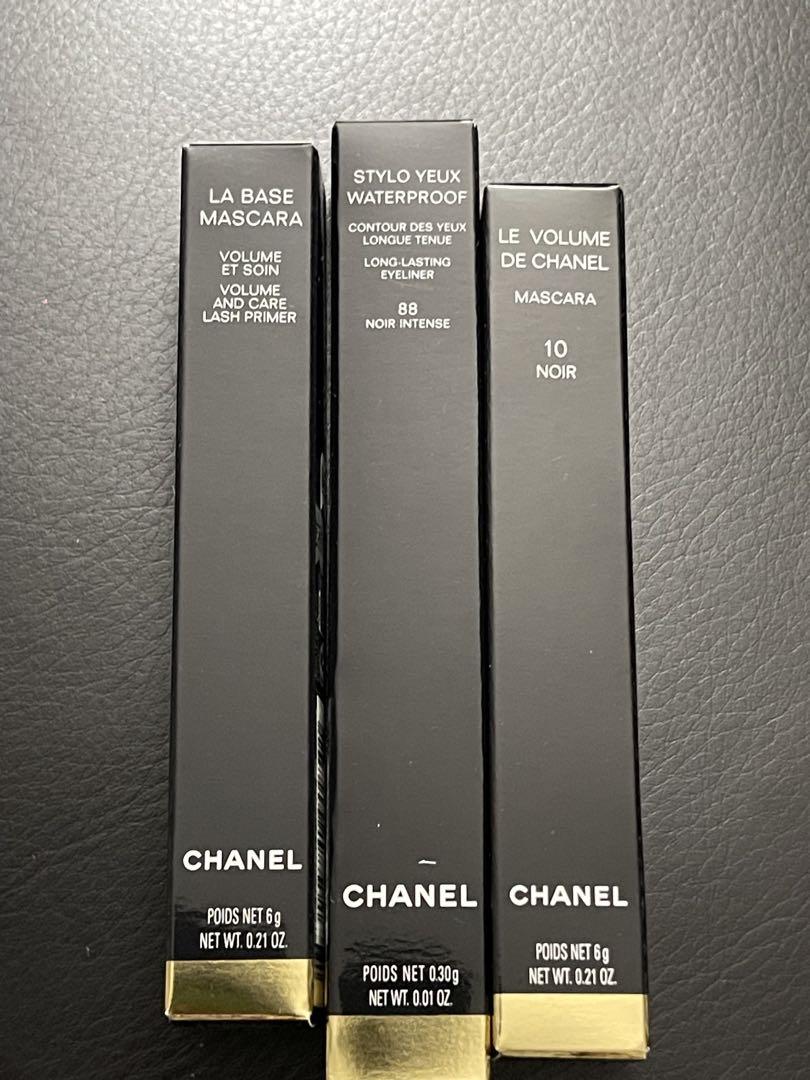 LA BASE
MASCARA
VOLUME
ET SOIN
VOLUME
AND CARE
LASH PRIMER
CHANEL
POIDS NET 6g
NET WT. 0.21 OZ.
STYLO YEUX
WATERPROOF
CONTOUR DES YEUX
LONGUE TENUE
LONG-LASTING
EYELINER
88
NOIR INTENSE
CHANEL
POIDS NET 0.30g
NET WT. 0.01 OZ.
LE VOLUME
DE CHANEL
MASCARA
10
NOIR
CHANEL
POIDS NET 6g
NET WT. 0.21 OZ.